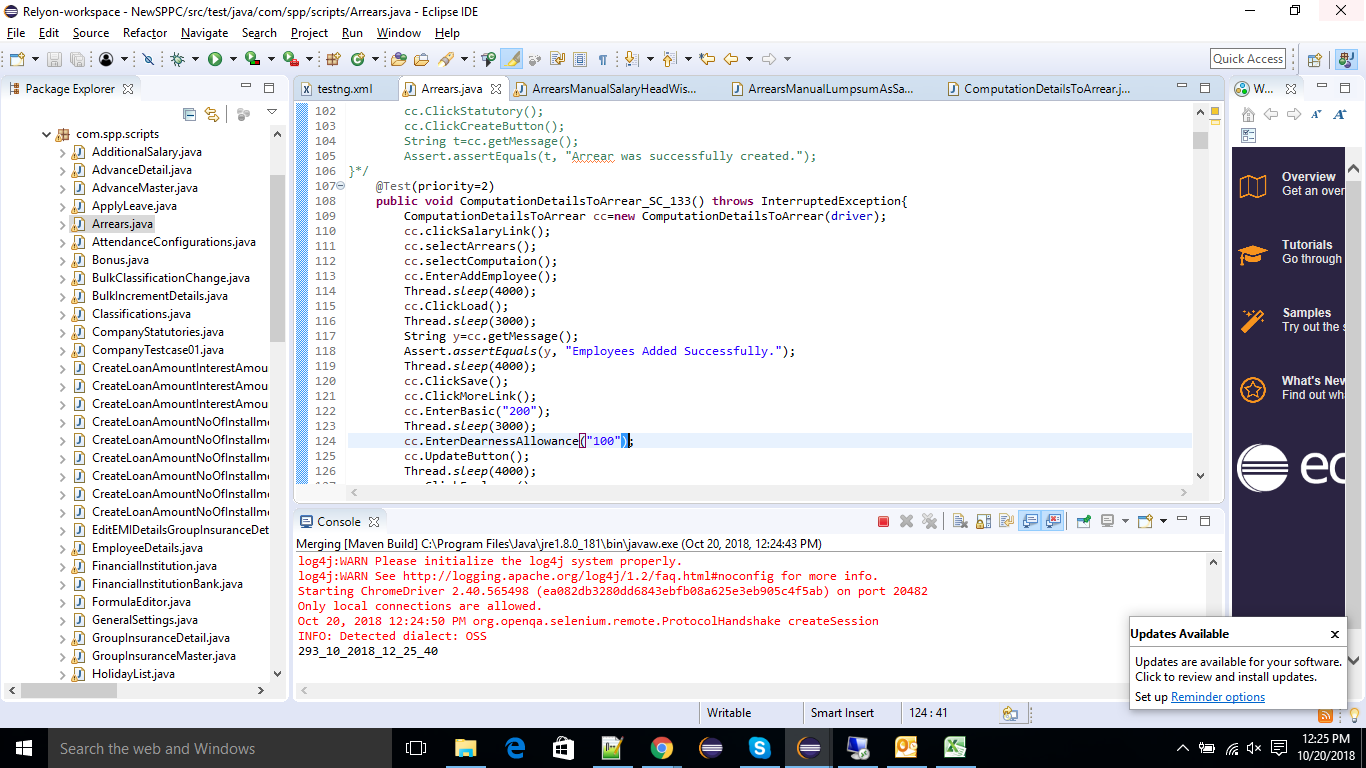 Relyon-workspace - NewSPPC/src/test/java/com/spp/scripts/Arrears.java - Eclipse IDE
File Edit Source Refactor Navigate Search Project Run Window Help
Quick Access
Package Explorer
com.spp.scripts
AdditionalSalary.java
AdvanceDetail.java
AdvanceMaster.java
ApplyLeave.java
Arrears.java
AttendanceConfigurations.java
Bonus.java
BulkClassificationChange.java
BulkIncrementDetails.java
Classifications.java
CompanyStatutories.java
CompanyTestcase01.java
CreateLoanAmountInterestAmou
CreateLoanAmountInterestAmou
CreateLoanAmountInterestAmou
CreateLoanAmountNoOfInstallme
CreateLoanAmountNoOfInstallme
CreateLoanAmountNoOfInstallme
CreateLoanAmountNoOfInstallme
CreateLoanAmountNoOfInstallme
CreateLoanAmountNoOfInstallme
EditEMIDetailsGroupInsuranceDet
EmployeeDetails.java
FinancialInstitution.java
FinancialInstitutionBank.java
FormulaEditor.java
GeneralSettings.java
GroupInsuranceDetail.java
GroupInsuranceMaster.java
HolidayList.java
testng.xml Arrears.java ArrearsManualSalaryHeadWis... ArrearsManualLumpsumAsSa... ComputationDetailsToArrear.j...
102 cc.ClickStatutory();
103 cc.ClickCreateButton();
104 String t=cc.getMessage();
105 Assert.assertEquals(t, "Arrear was successfully created.");
106 }*/
107 @Test(priority=2)
108 public void ComputationDetailsToArrear_SC_133() throws InterruptedException{
109 ComputationDetailsToArrear cc=new ComputationDetailsToArrear(driver);
110 cc.clickSalaryLink();
111 cc.selectArrears();
112 cc.selectComputaion();
113 cc.EnterAddEmployee();
114 Thread.sleep(4000);
115 cc.ClickLoad();
116 Thread.sleep(3000);
117 String y=cc.getMessage();
118 Assert.assertEquals(y, "Employees Added Successfully.");
119 Thread.sleep(4000);
120 cc.ClickSave();
121 cc.ClickMoreLink();
122 cc.EnterBasic("200");
123 Thread.sleep(3000);
124 cc.EnterDearnessAllowance("100");
125 cc.UpdateButton();
126 Thread.sleep(4000);
Console
Merging [Maven Build] C:\Program Files\Java\jre1.8.0_181\bin\javaw.exe (Oct 20, 2018, 12:24:43 PM)
log4j:WARN Please initialize the log4j system properly.
log4j:WARN See http://logging.apache.org/log4j/1.2/faq.html#noconfig for more info.
Starting ChromeDriver 2.40.565498 (ea082db3280dd6843ebfb08a625e3eb905c4f5ab) on port 20482
Only local connections are allowed.
Oct 20, 2018 12:24:50 PM org.openqa.selenium.remote.ProtocolHandshake createSession
INFO: Detected dialect: OSS
293_10_2018_12_25_40
W...
Overview
Get an over
Tutorials
Go through
Samples
Try out the s
What's New
Find out wh
ec
Updates Available
Updates are available for your software.
Click to review and install updates.
Set up Reminder options
Writable Smart Insert 124 : 41
Search the web and Windows
12:25 PM
10/20/2018